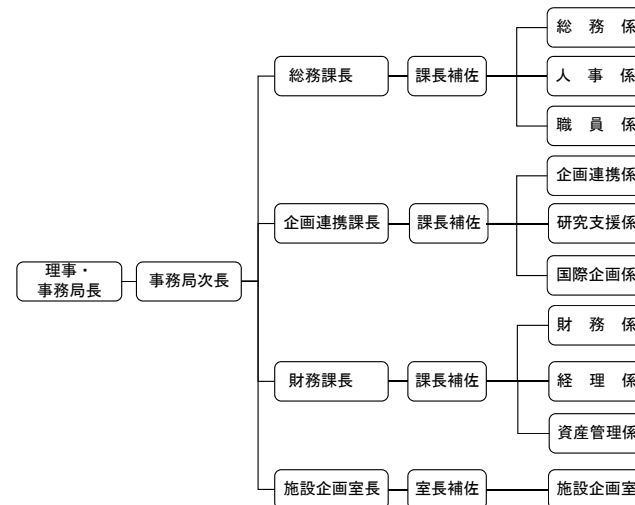 総務係
総務課長
課長補佐
人事係
職員係
企画連携係
企画連携課長
課長補佐
研究支援係
国際企画係
理事・
事務局長
事務局次長
財務係
財務課長
課長補佐
経理係
資産管理係
施設企画室長
室長補佐
施設企画室